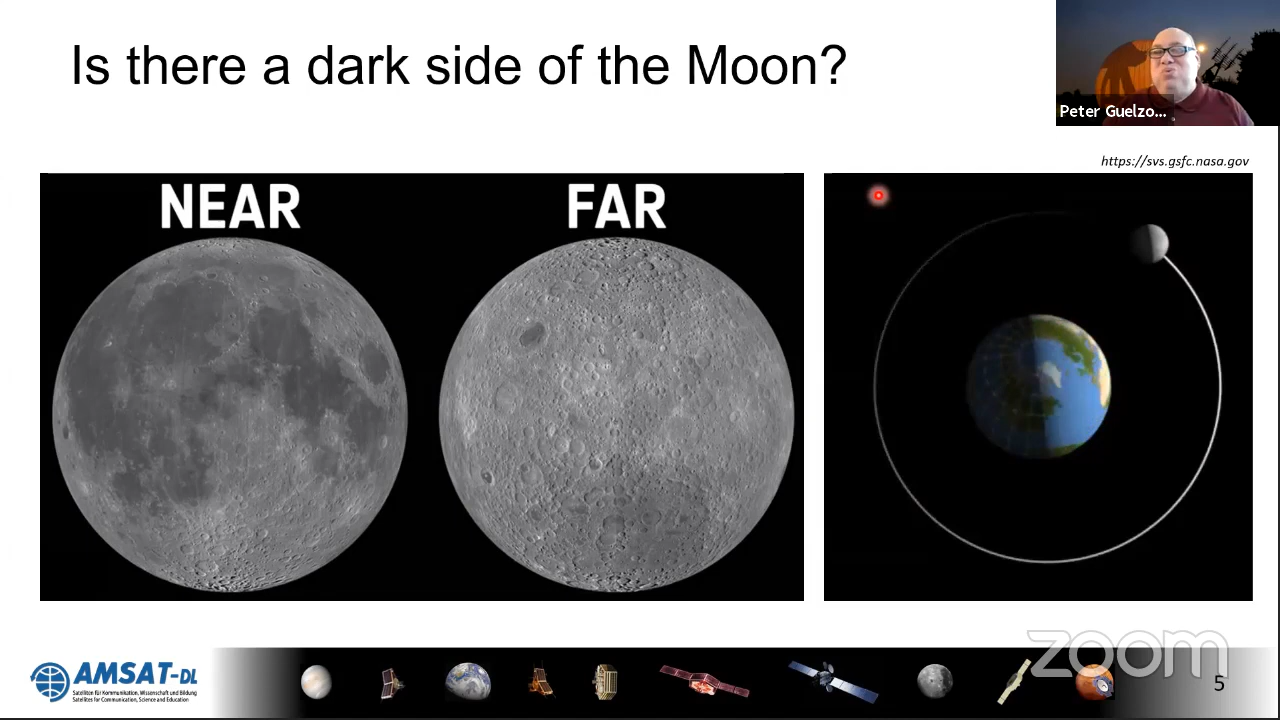 Is there a dark side of the Moon?
Peter Guelzo...
https://svs.gsfc.nasa.gov
NEAR
FAR
AMSAT-DL
Satelliten für Kommunikation, Wissenschaft und Bildung
Satellites for Communication, Science and Education
zoom
5